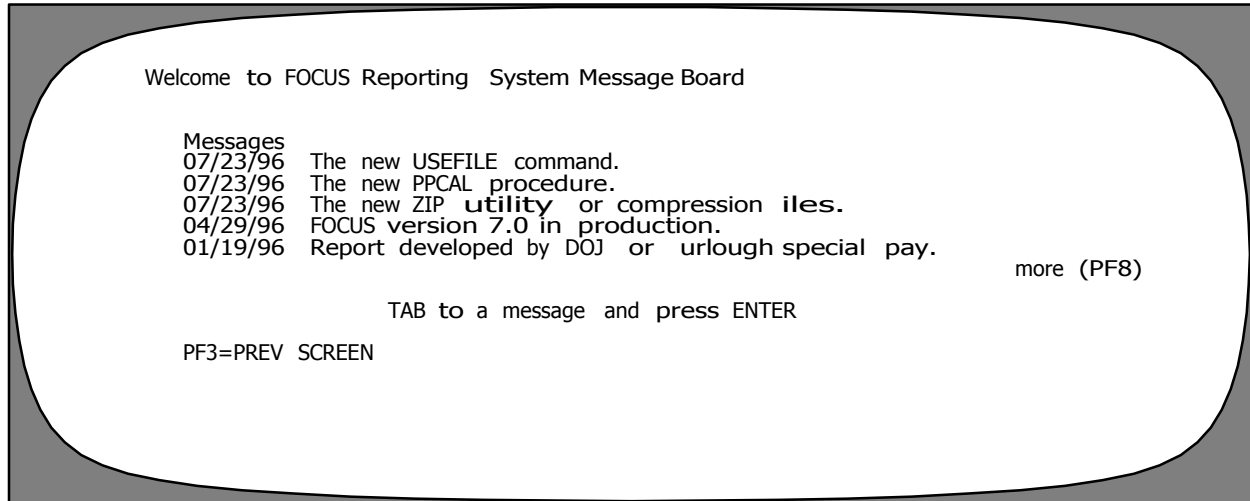 Welcome to FOCUS Reporting System Message Board
Messages
07/23/96 The new USEFILE command.
07/23/96 The new PPCAL procedure.
07/23/96 The new ZIP utility or compression iles.
04/29/96 FOCUS version 7.0 in production.
01/19/96 Report developed by DOJ or urlough special pay.
more (PF8)
TAB to a message and press ENTER
PF3=PREV SCREEN